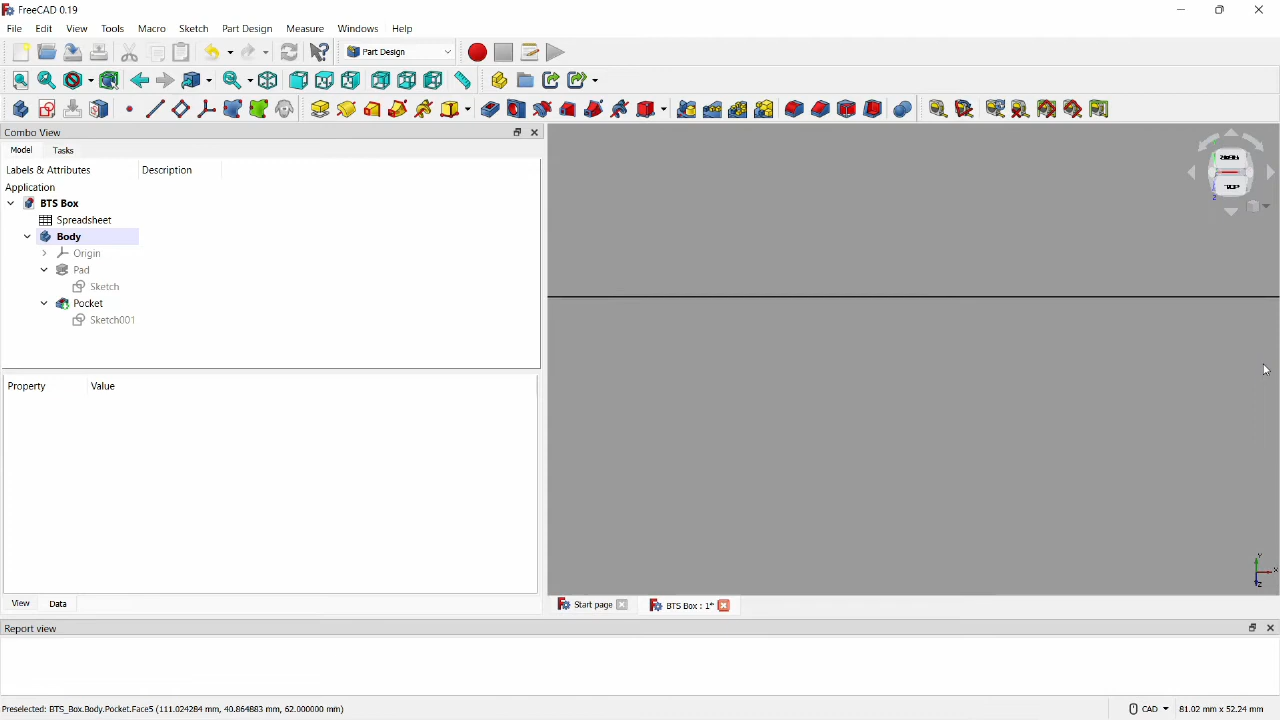 FreeCAD 0.19
File Edit View Tools Macro Sketch Part Design Measure Windows Help
Part Design
Combo View
Model Tasks
Labels & Attributes Description
Application
BTS Box
Spreadsheet
Body
Origin
Pad
Sketch
Pocket
Sketch001
TOP
Property Value
Y
X
Z
View Data
Start page BTS Box : 1*
Report view
Preselected: BTS_Box.Body.Pocket.Face5 (111.024284 mm, 40.864883 mm, 62.000000 mm) CAD 81.02 mm x 52.24 mm